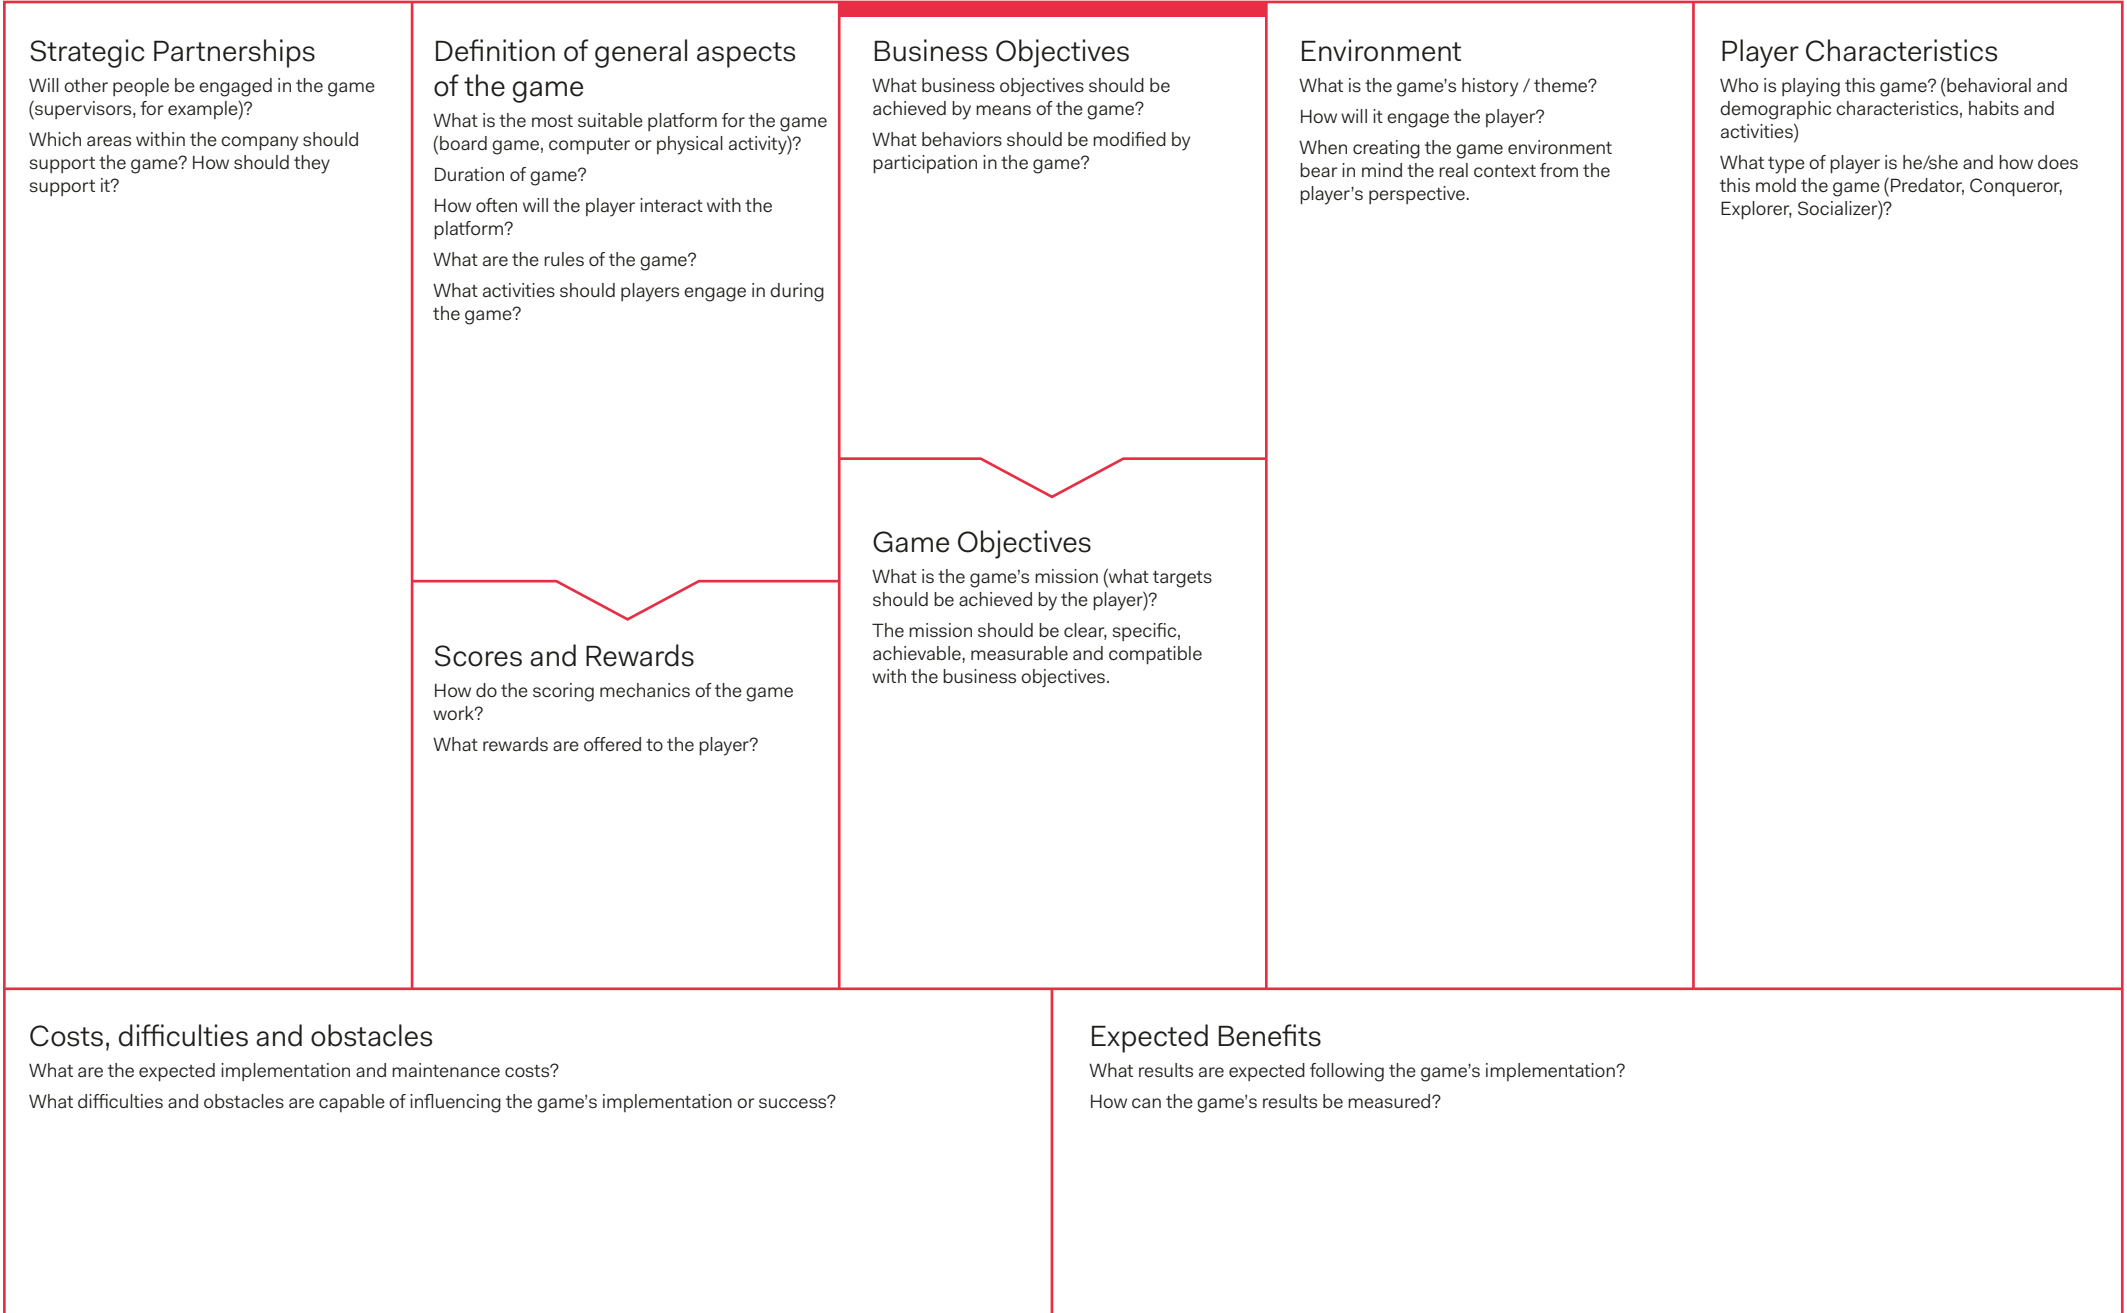 Strategic Partnerships
Will other people be engaged in the game
(supervisors, for example)?
Which areas within the company should
support the game? How should they
support it?
Definition of general aspects
of the game
What is the most suitable platform for the game
(board game, computer or physical activity)?
Duration of game?
How often will the player interact with the
platform?
What are the rules of the game?
What activities should players engage in during
the game?
Scores and Rewards
How do the scoring mechanics of the game
work?
What rewards are offered to the player?
Business Objectives
What business objectives should be
achieved by means of the game?
What behaviors should be modified by
participation in the game?
Game Objectives
What is the game's mission (what targets
should be achieved by the player)?
The mission should be clear, specific,
achievable, measurable and compatible
with the business objectives.
Environment
What is the game's history / theme?
How will it engage the player?
When creating the game environment
bear in mind the real context from the
player's perspective.
Player Characteristics
Who is playing this game? (behavioral and
demographic characteristics, habits and
activities)
What type of player is he/she and how does
this mold the game (Predator, Conqueror,
Explorer, Socializer)?
Costs, difficulties and obstacles
What are the expected implementation and maintenance costs?
What difficulties and obstacles are capable of influencing the game's implementation or success?
Expected Benefits
What results are expected following the game's implementation?
How can the game's results be measured?